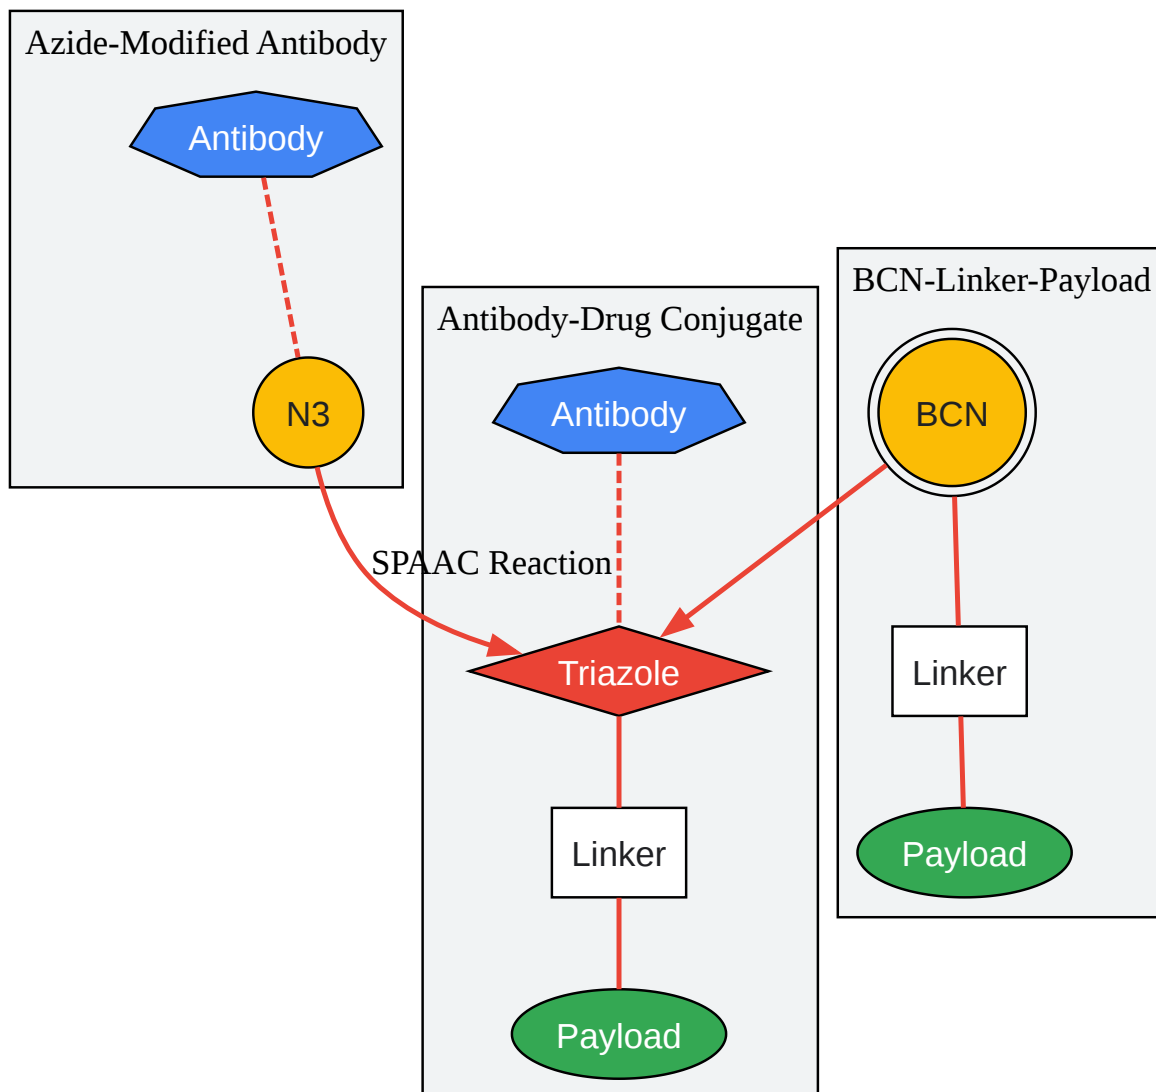 Azide-Modified Antibody
Antibody
N3
SPAAC Reaction
Antibody-Drug Conjugate
Antibody
Triazole
Linker
Payload
BCN-Linker-Payload
BCN
Linker
Payload